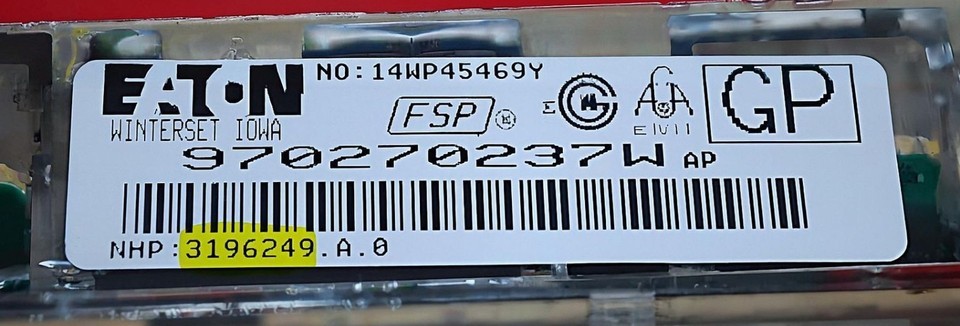 EATON NO:14WP45469Y
WINTERSET IOWA
FSP ®
GP
970270237W AP
NHP:3196249.A.0